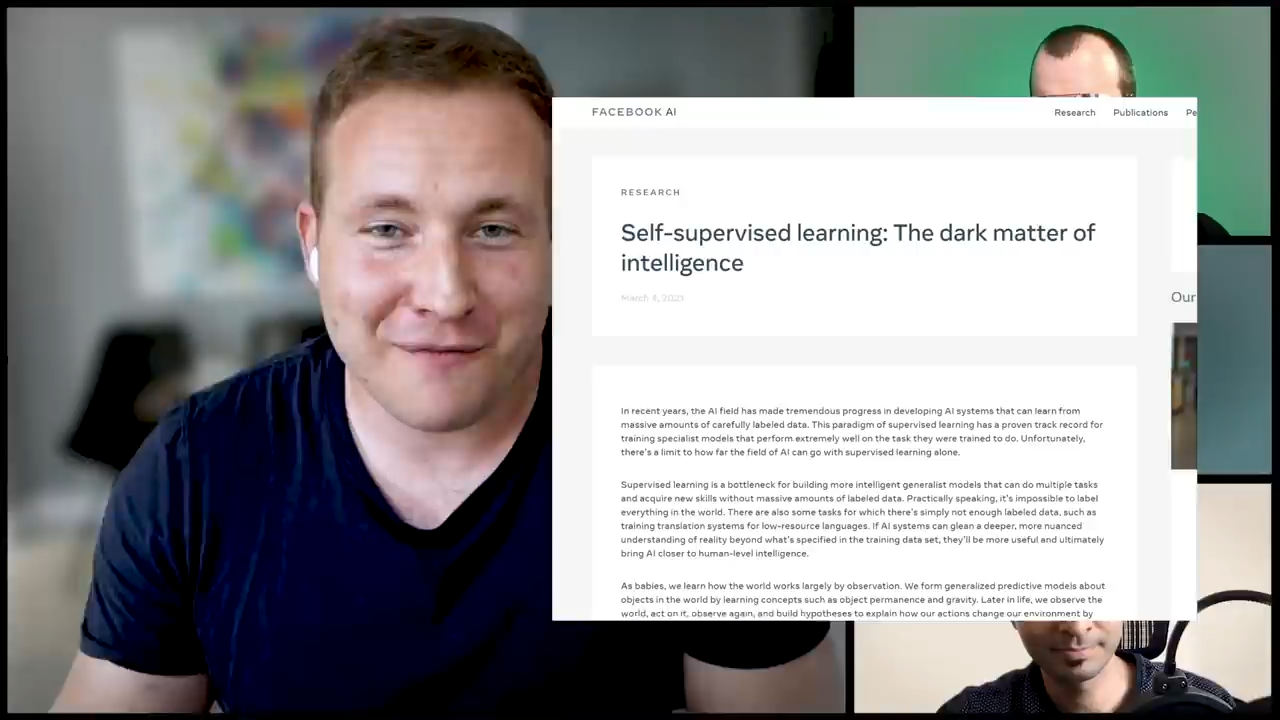 FACEBOOK AI
Research Publications Pe
RESEARCH
Self-supervised learning: The dark matter of
intelligence
March 4, 2021
Our
In recent years, the AI field has made tremendous progress in developing AI systems that can learn from
massive amounts of carefully labeled data. This paradigm of supervised learning has a proven track record for
training specialist models that perform extremely well on the task they were trained to do. Unfortunately,
there's a limit to how far the field of AI can go with supervised learning alone.
Supervised learning is a bottleneck for building more intelligent generalist models that can do multiple tasks
and acquire new skills without massive amounts of labeled data. Practically speaking, it's impossible to label
everything in the world. There are also some tasks for which there's simply not enough labeled data, such as
training translation systems for low-resource languages. If AI systems can glean a deeper, more nuanced
understanding of reality beyond what's specified in the training data set, they'll be more useful and ultimately
bring AI closer to human-level intelligence.
As babies, we learn how the world works largely by observation. We form generalized predictive models about
objects in the world by learning concepts such as object permanence and gravity. Later in life, we observe the
world, act on it, observe again, and build hypotheses to explain how our actions change our environment by